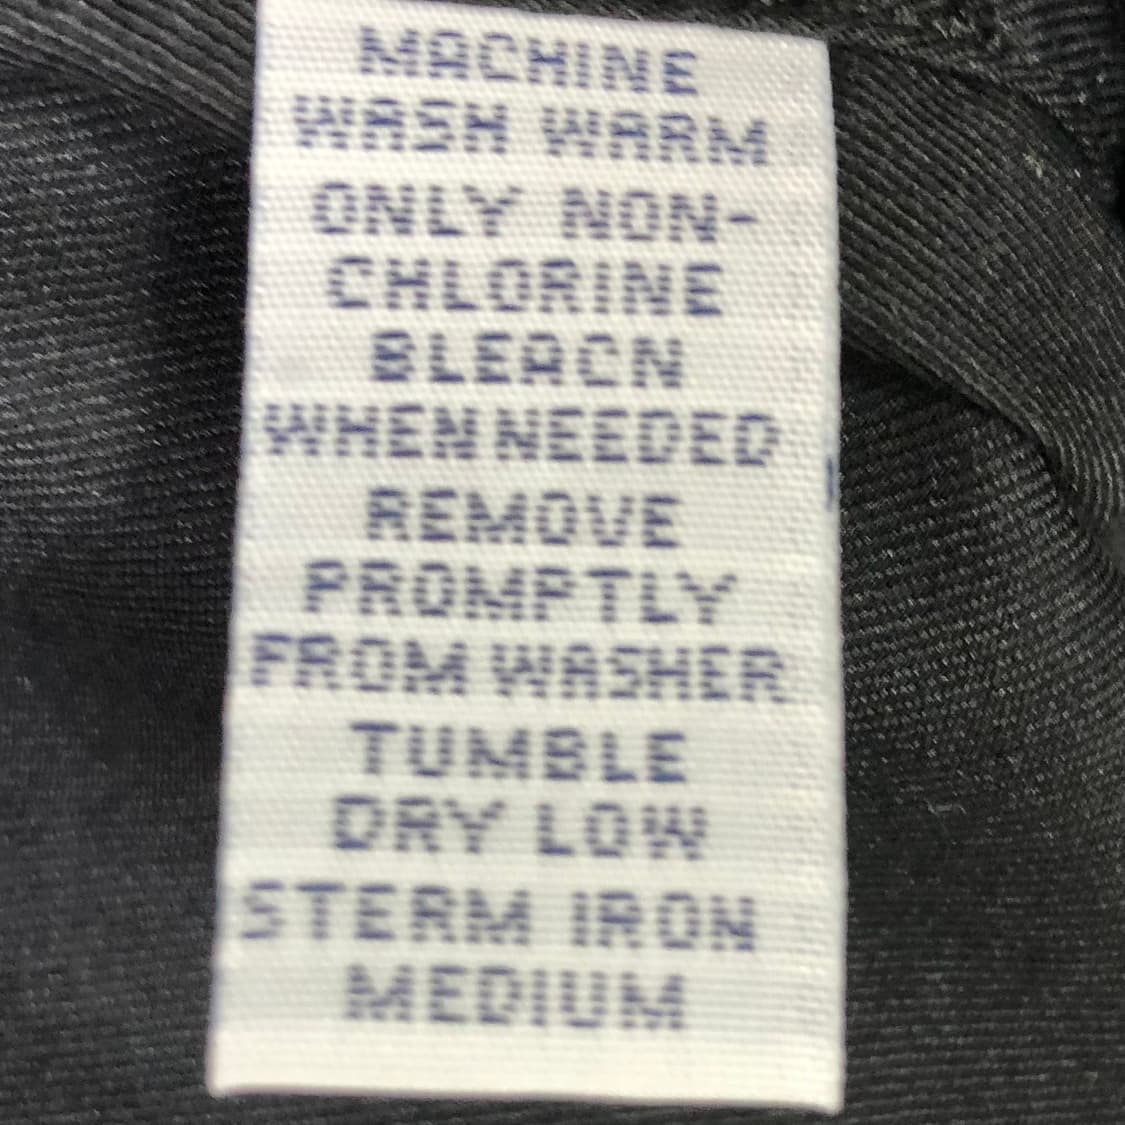 MACHINE
WASH WARM
ONLY NON-
CHLORINE
BLEACN
WHEN NEEDED
REMOVE
PROMPTLY
FROM WASHER
TUMBLE
DRY LOW
STERM IRON
MEDIUM